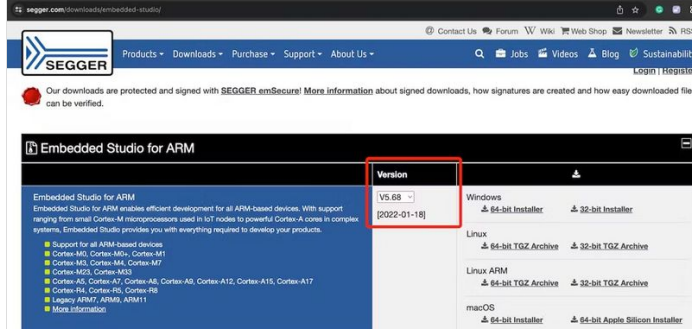 segger.com/downloads/embedded-studio/
Contact Us Forum Wiki Web Shop Newsletter RSS
SEGGER
Products Downloads Purchase Support About Us
Jobs Videos Blog Sustainabilit
Login | Registe
Our downloads are protected and signed with SEGGER emSecure! More information about signed downloads, how signatures are created and how easy downloaded file
can be verified.
Embedded Studio for ARM
Version
Embedded Studio for ARM
Embedded Studio for ARM enables efficient development for all ARM-based devices. With support
ranging from small Cortex-M microprocessors used in IoT nodes to powerful Cortex-A cores in complex
systems, Embedded Studio provides you with everything required to develop your products.
Support for all ARM-based devices
Cortex-M0, Cortex-M0+, Cortex-M1
Cortex-M3, Cortex-M4, Cortex-M7
Cortex-M23, Cortex-M33
Cortex-A5, Cortex-A7, Cortex-A8, Cortex-A9, Cortex-A12, Cortex-A15, Cortex-A17
Cortex-R4, Cortex-R5, Cortex-R8
Legacy ARM7, ARM9, ARM11
More information
V5.68
[2022-01-18]
Windows
64-bit Installer 32-bit Installer
Linux
64-bit TGZ Archive 32-bit TGZ Archive
Linux ARM
64-bit TGZ Archive 32-bit TGZ Archive
macOS
64-bit Installer 64-bit Apple Silicon Installer